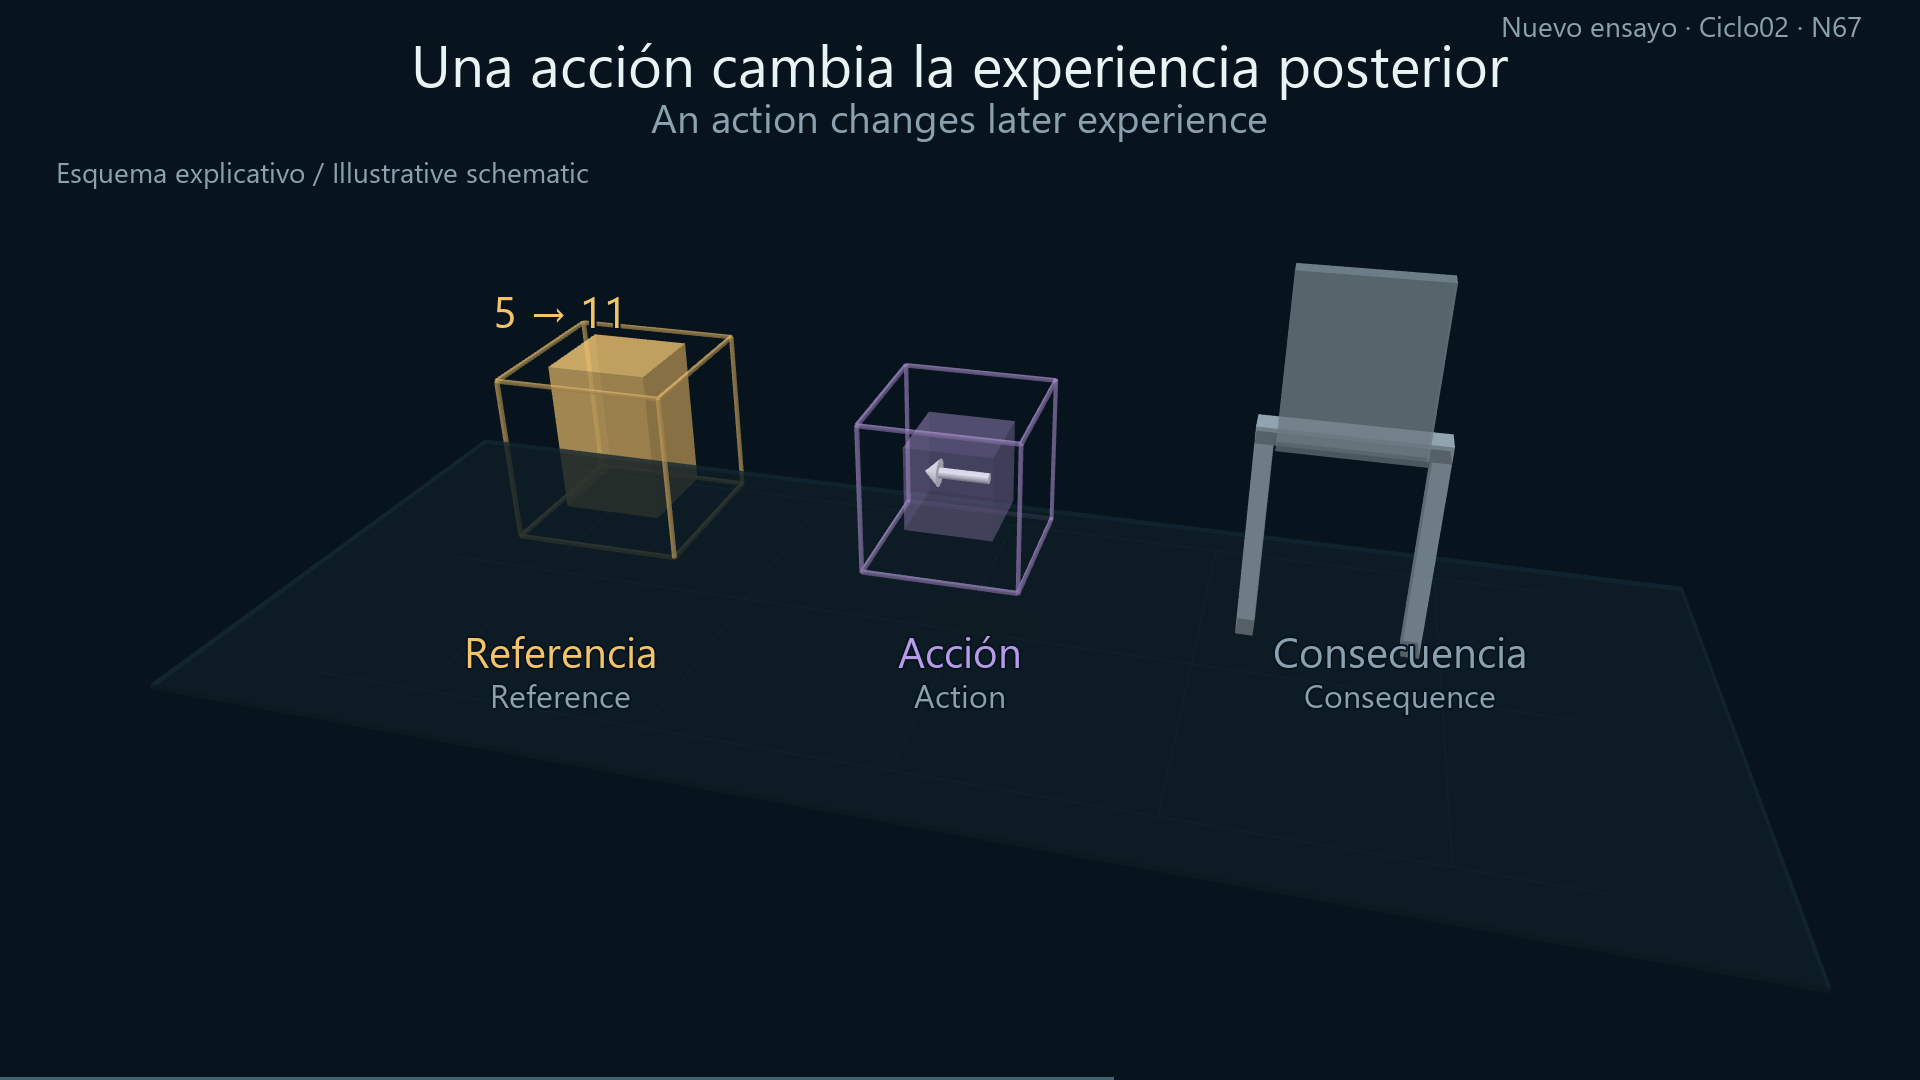 Nuevo ensayo · Ciclo02 · N67
Una acción cambia la experiencia posterior
An action changes later experience
Esquema explicativo / Illustrative schematic
5 → 11
Referencia
Reference
Acción
Action
Consecuencia
Consequence